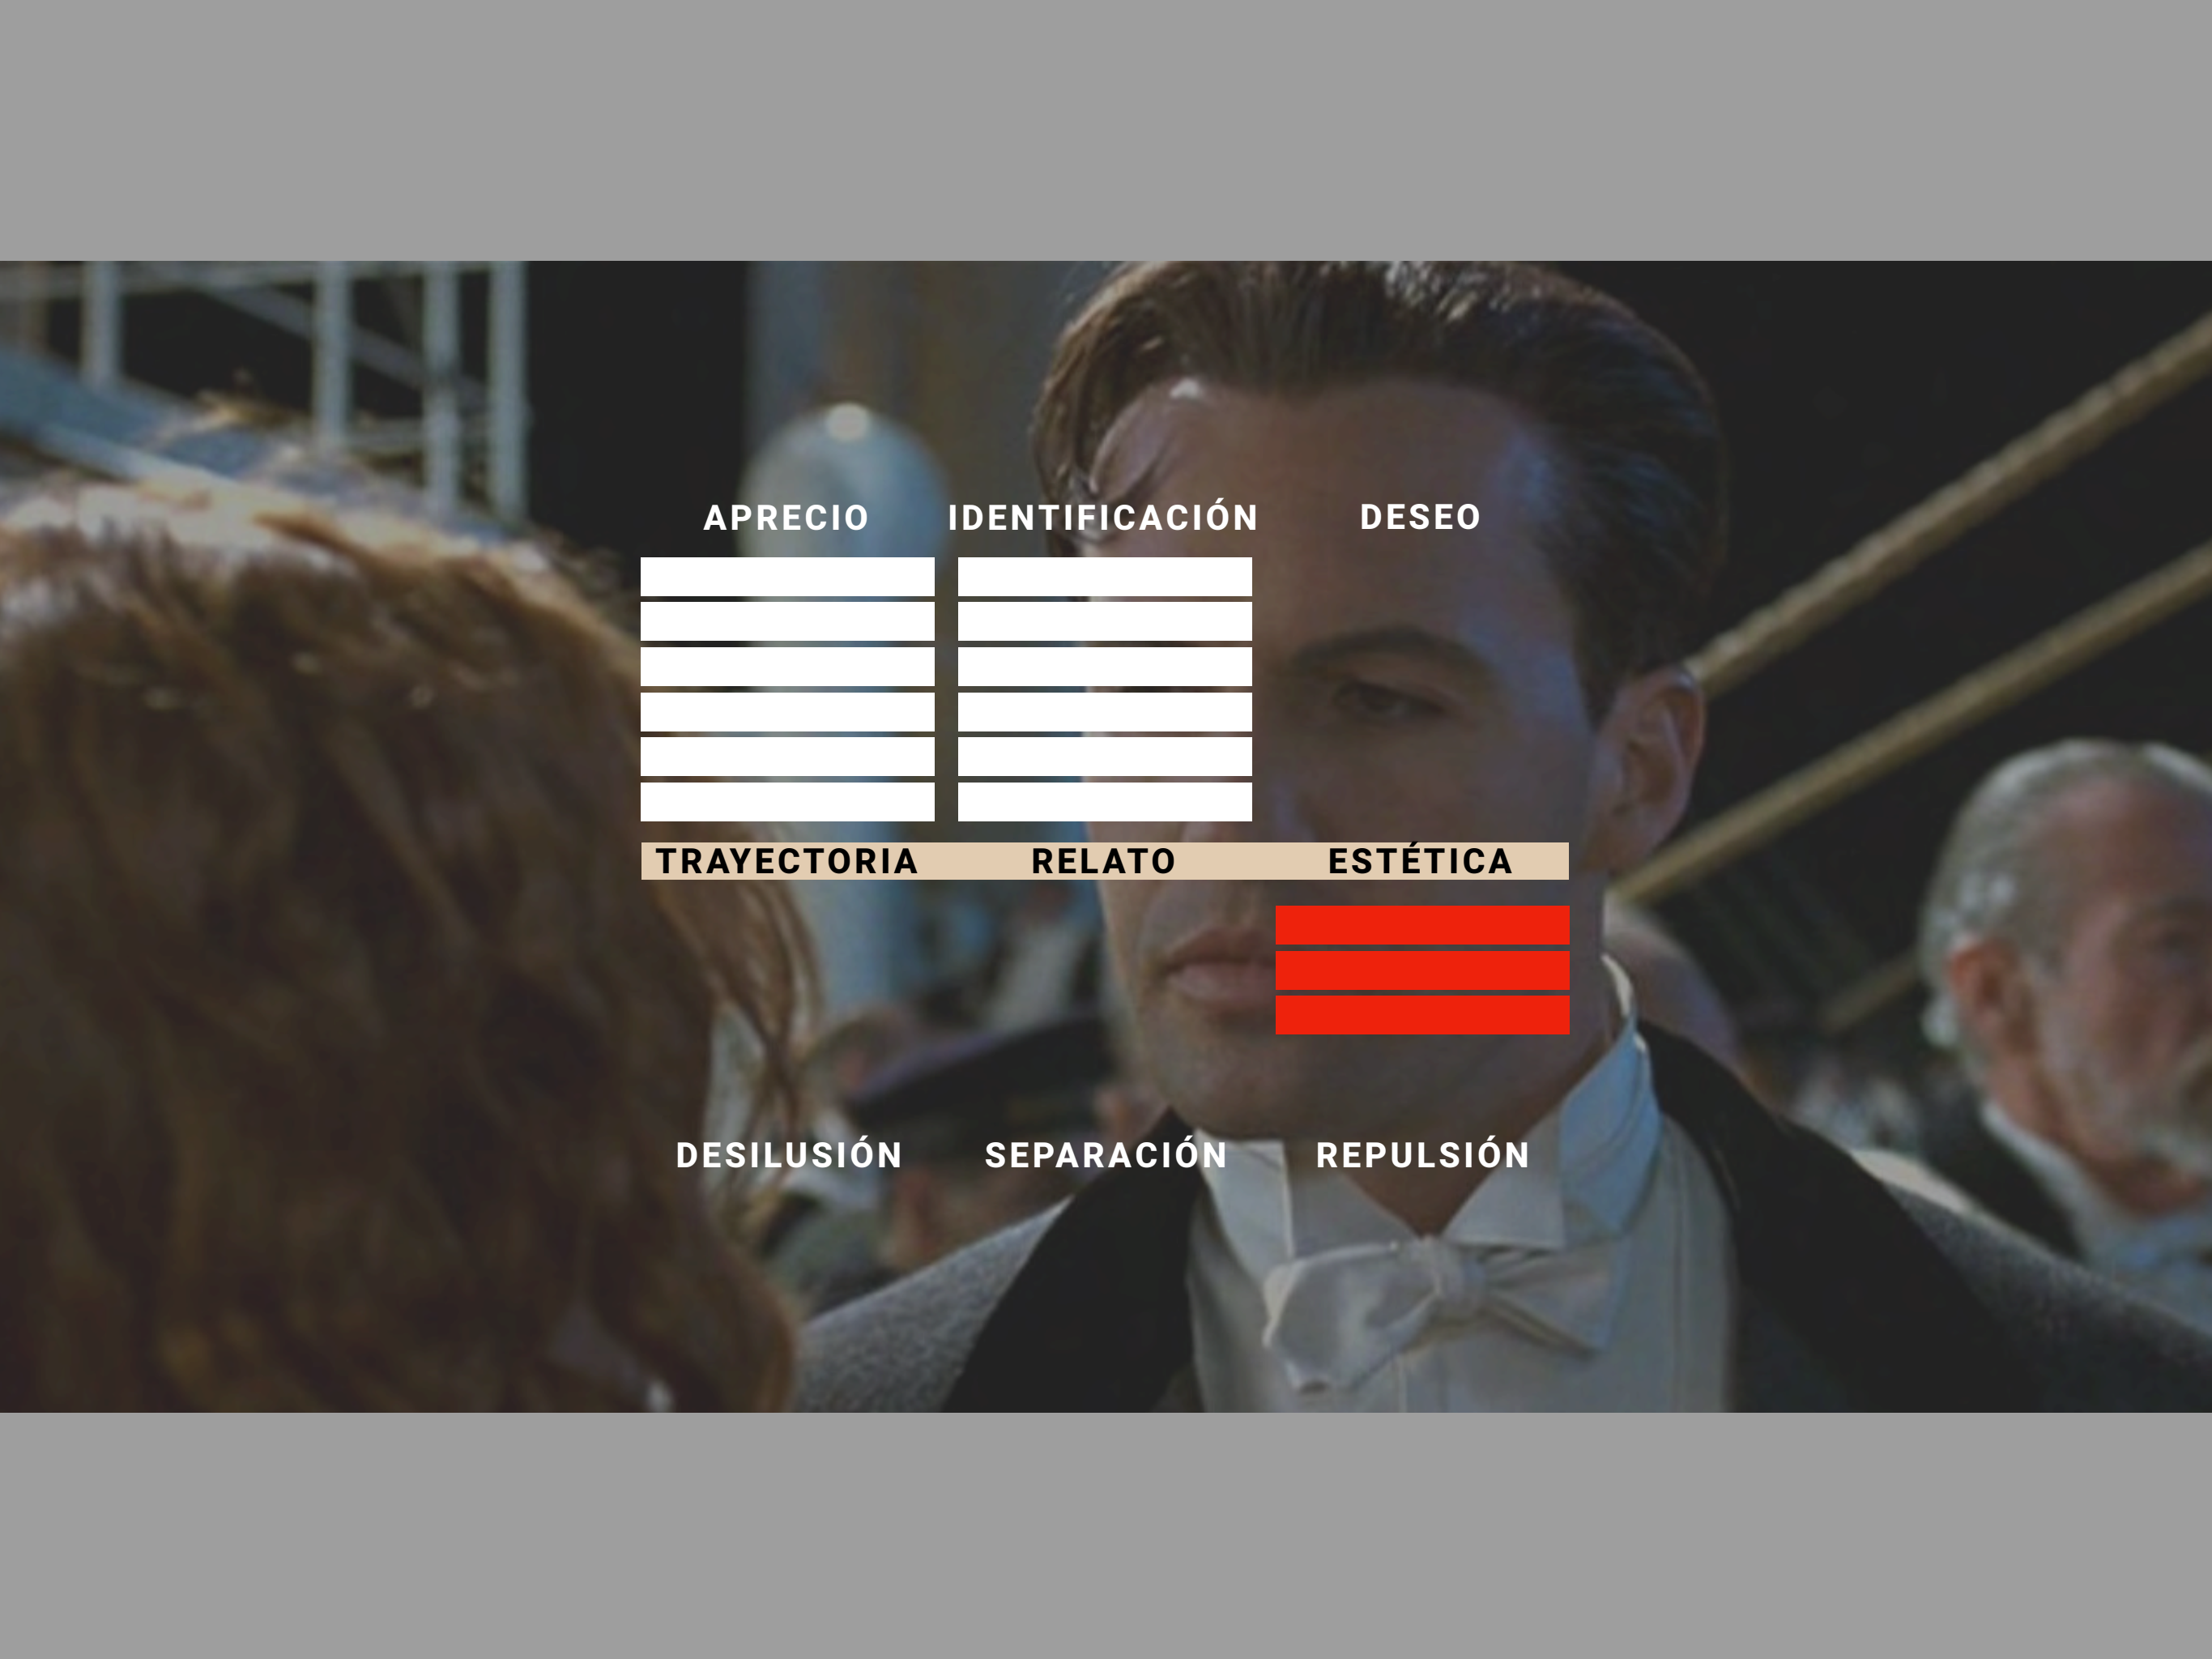 APRECIO IDENTIFICACIÓN DESEO
TRAYECTORIA RELATO ESTÉTICA
DESILUSIÓN SEPARACIÓN REPULSIÓN